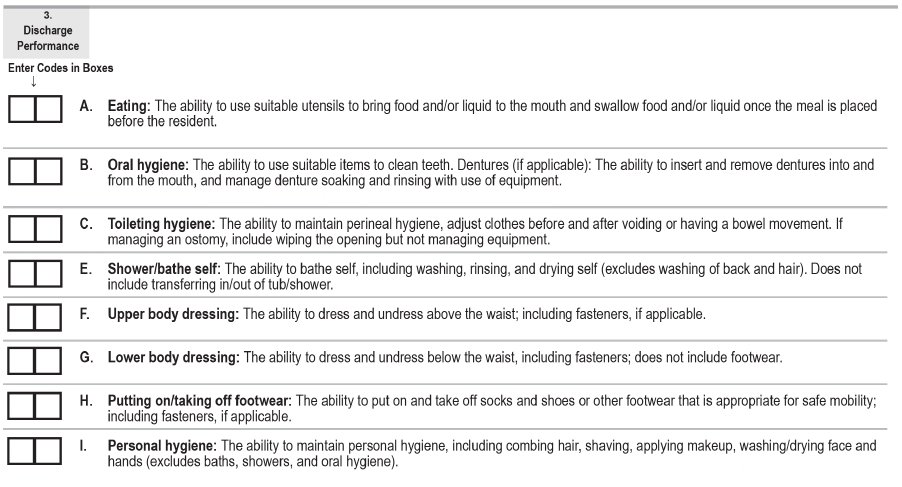 3.
Discharge
Performance
Enter Codes in Boxes
↓
A. Eating: The ability to use suitable utensils to bring food and/or liquid to the mouth and swallow food and/or liquid once the meal is placed
before the resident.
B. Oral hygiene: The ability to use suitable items to clean teeth. Dentures (if applicable): The ability to insert and remove dentures into and
from the mouth, and manage denture soaking and rinsing with use of equipment.
C. Toileting hygiene: The ability to maintain perineal hygiene, adjust clothes before and after voiding or having a bowel movement. If
managing an ostomy, include wiping the opening but not managing equipment.
E. Shower/bathe self: The ability to bathe self, including washing, rinsing, and drying self (excludes washing of back and hair). Does not
include transferring in/out of tub/shower.
F. Upper body dressing: The ability to dress and undress above the waist; including fasteners, if applicable.
G. Lower body dressing: The ability to dress and undress below the waist, including fasteners; does not include footwear.
H. Putting on/taking off footwear: The ability to put on and take off socks and shoes or other footwear that is appropriate for safe mobility;
including fasteners, if applicable.
I. Personal hygiene: The ability to maintain personal hygiene, including combing hair, shaving, applying makeup, washing/drying face and
hands (excludes baths, showers, and oral hygiene).